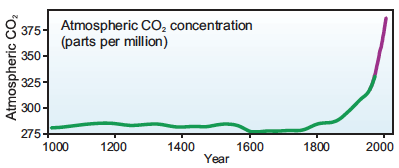 Atmospheric CO₂ concentration
(parts per million)
Atmospheric CO₂
375
350
325
300
275
1000 1200 1400 1600 1800 2000
Year